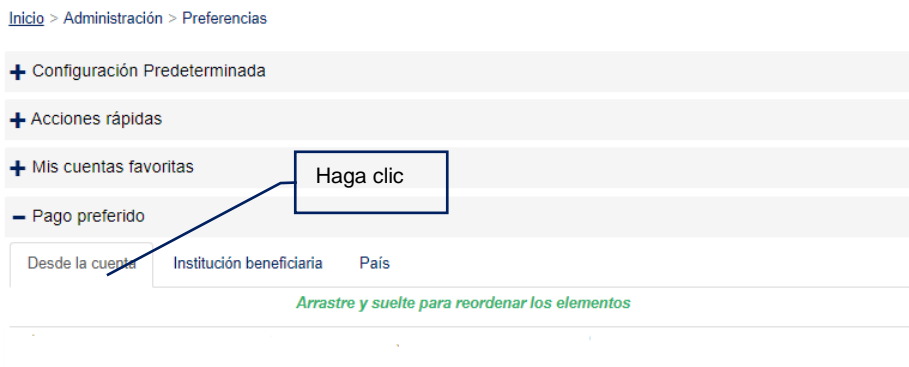 Inicio > Administración > Preferencias
+ Configuración Predeterminada
+ Acciones rápidas
+ Mis cuentas favoritas
Haga clic
− Pago preferido
Desde la cuenta Institución beneficiaria País
Arrastre y suelte para reordenar los elementos